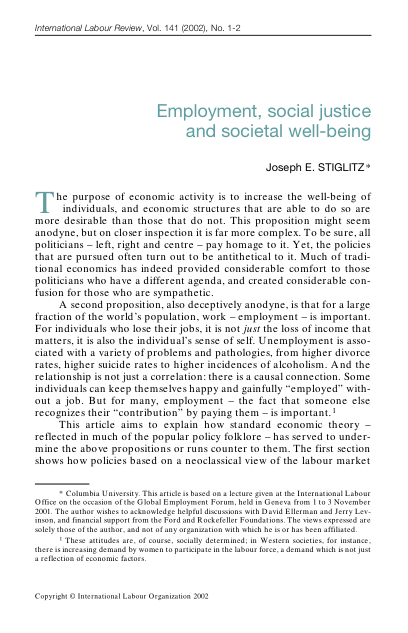 International Labour Review, Vol. 141 (2002), No. 1-2
Employment, social justice
and societal well-being
Joseph E. STIGLITZ*
The purpose of economic activity is to increase the well-being of
individuals, and economic structures that are able to do so are
more desirable than those that do not. This proposition might seem
anodyne, but on closer inspection it is far more complex. To be sure, all
politicians – left, right and centre – pay homage to it. Yet, the policies
that are pursued often turn out to be antithetical to it. Much of tradi-
tional economics has indeed provided considerable comfort to those
politicians who have a different agenda, and created considerable con-
fusion for those who are sympathetic.
A second proposition, also deceptively anodyne, is that for a large
fraction of the world's population, work – employment – is important.
For individuals who lose their jobs, it is not just the loss of income that
matters, it is also the individual's sense of self. Unemployment is asso-
ciated with a variety of problems and pathologies, from higher divorce
rates, higher suicide rates to higher incidences of alcoholism. And the
relationship is not just a correlation: there is a causal connection. Some
individuals can keep themselves happy and gainfully “employed” with-
out a job. But for many, employment – the fact that someone else
recognizes their “contribution” by paying them – is important.1
This article aims to explain how standard economic theory –
reflected in much of the popular policy folklore – has served to under-
mine the above propositions or runs counter to them. The first section
shows how policies based on a neoclassical view of the labour market
* Columbia University. This article is based on a lecture given at the International Labour
Office on the occasion of the Global Employment Forum, held in Geneva from 1 to 3 November
2001. The author wishes to acknowledge helpful discussions with David Ellerman and Jerry Lev-
inson, and financial support from the Ford and Rockefeller Foundations. The views expressed are
solely those of the author, and not of any organization with which he is or has been affiliated.
1 These attitudes are, of course, socially determined; in Western societies, for instance,
there is increasing demand by women to participate in the labour force, a demand which is not just
a reflection of economic factors.
Copyright © International Labour Organization 2002